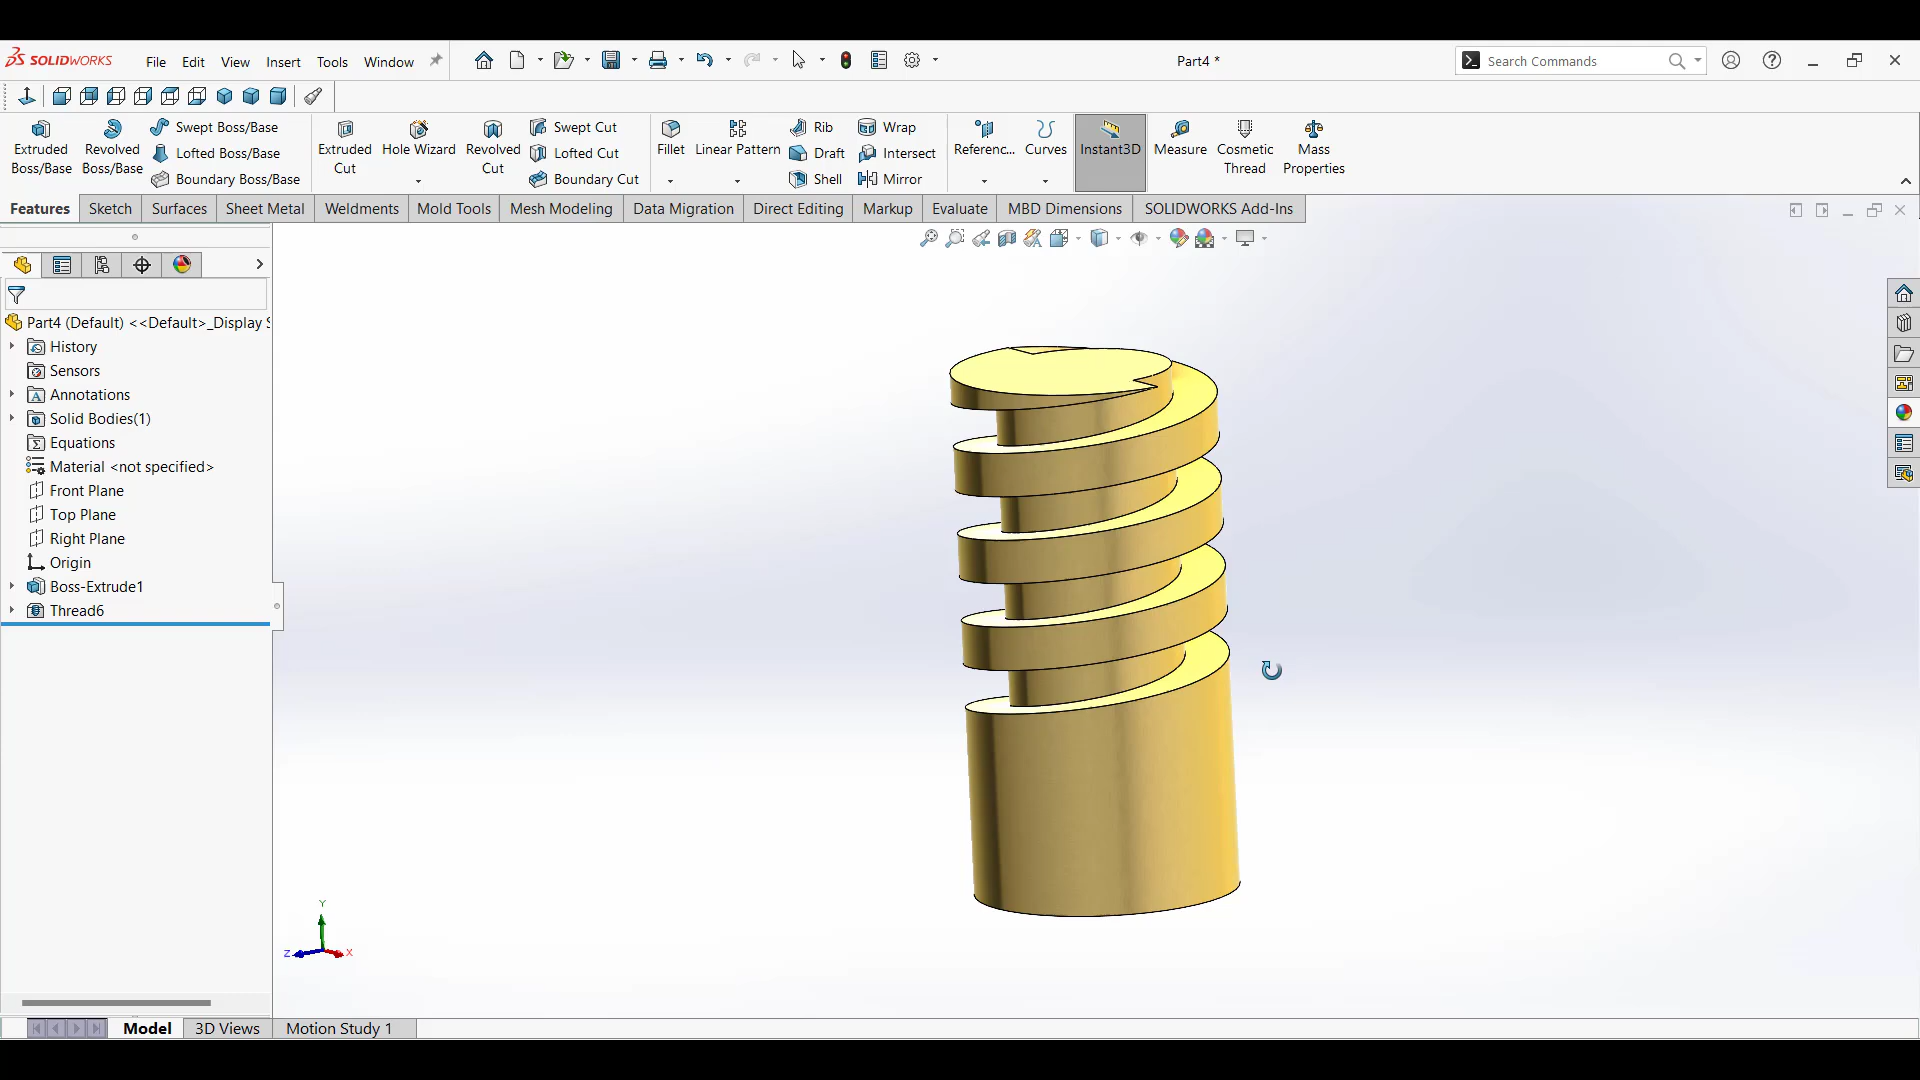 SOLIDWORKS File Edit View Insert Tools Window Part4 * Search Commands
Extruded Boss/Base
Revolved Boss/Base
Swept Boss/Base
Lofted Boss/Base
Boundary Boss/Base
Extruded Cut
Hole Wizard
Revolved Cut
Swept Cut
Lofted Cut
Boundary Cut
Fillet
Linear Pattern
Rib
Draft
Shell
Wrap
Intersect
Mirror
Referenc...
Curves
Instant3D
Measure
Cosmetic Thread
Mass Properties
Features Sketch Surfaces Sheet Metal Weldments Mold Tools Mesh Modeling Data Migration Direct Editing Markup Evaluate MBD Dimensions SOLIDWORKS Add-Ins
Part4 (Default) <<Default>_Display S
History
Sensors
Annotations
Solid Bodies(1)
Equations
Material <not specified>
Front Plane
Top Plane
Right Plane
Origin
Boss-Extrude1
Thread6
Y
Z X
Model 3D Views Motion Study 1